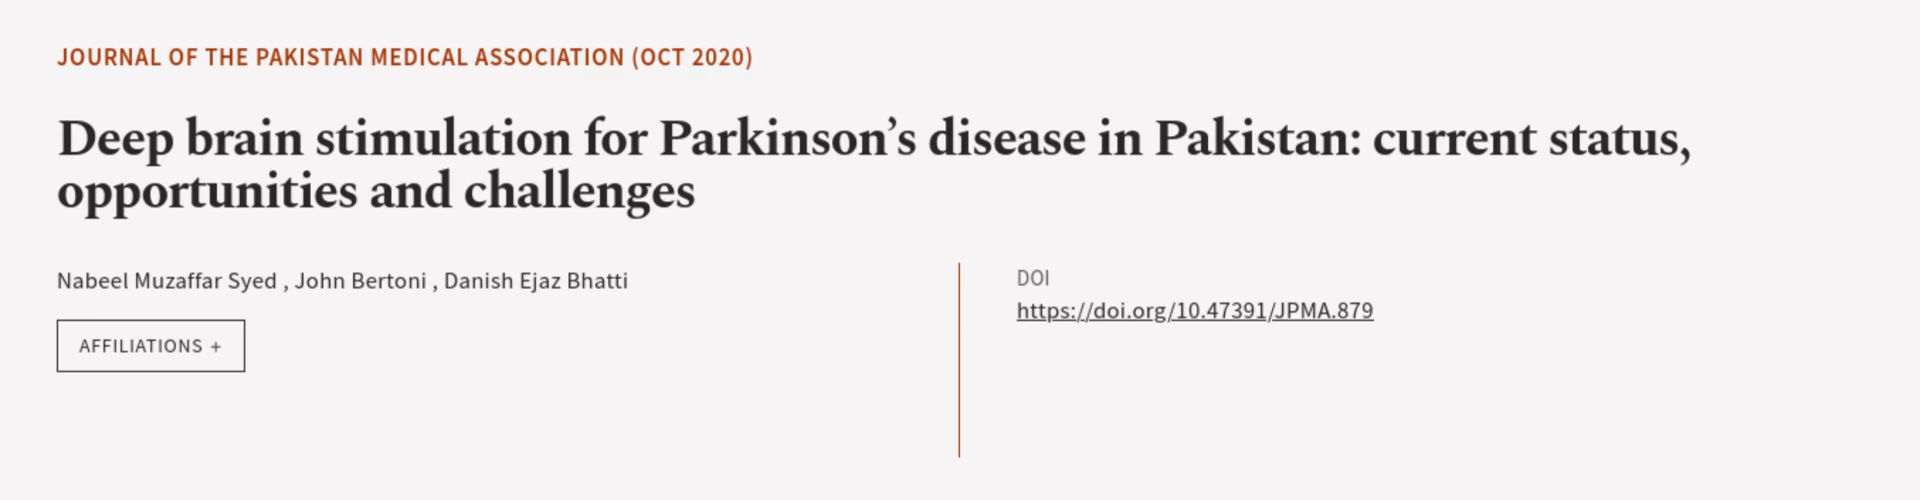 JOURNAL OF THE PAKISTAN MEDICAL ASSOCIATION (OCT 2020)
Deep brain stimulation for Parkinson’s disease in Pakistan: current status,
opportunities and challenges
Nabeel Muzaffar Syed , John Bertoni , Danish Ejaz Bhatti
AFFILIATIONS +
DOI
https://doi.org/10.47391/JPMA.879